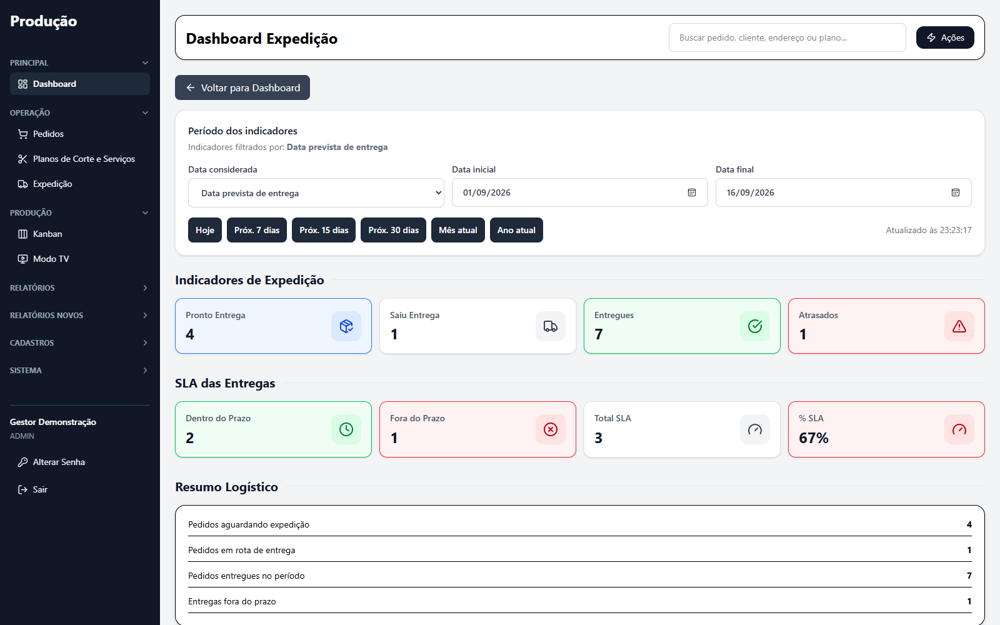 Produção
PRINCIPAL
Dashboard
OPERAÇÃO
Pedidos
Planos de Corte e Serviços
Expedição
PRODUÇÃO
Kanban
Modo TV
RELATÓRIOS
RELATÓRIOS NOVOS
CADASTROS
SISTEMA
Gestor Demonstração
ADMIN
Alterar Senha
Sair
Dashboard Expedição
Buscar pedido, cliente, endereço ou plano...
Ações
Voltar para Dashboard
Período dos indicadores
Indicadores filtrados por: Data prevista de entrega
Data considerada
Data prevista de entrega
Data inicial
01/09/2026
Data final
16/09/2026
Hoje
Próx. 7 dias
Próx. 15 dias
Próx. 30 dias
Mês atual
Ano atual
Atualizado às 23:23:17
Indicadores de Expedição
Pronto Entrega
4
Saiu Entrega
1
Entregues
7
Atrasados
1
SLA das Entregas
Dentro do Prazo
2
Fora do Prazo
1
Total SLA
3
% SLA
67%
Resumo Logístico
Pedidos aguardando expedição 4
Pedidos em rota de entrega 1
Pedidos entregues no período 7
Entregas fora do prazo 1